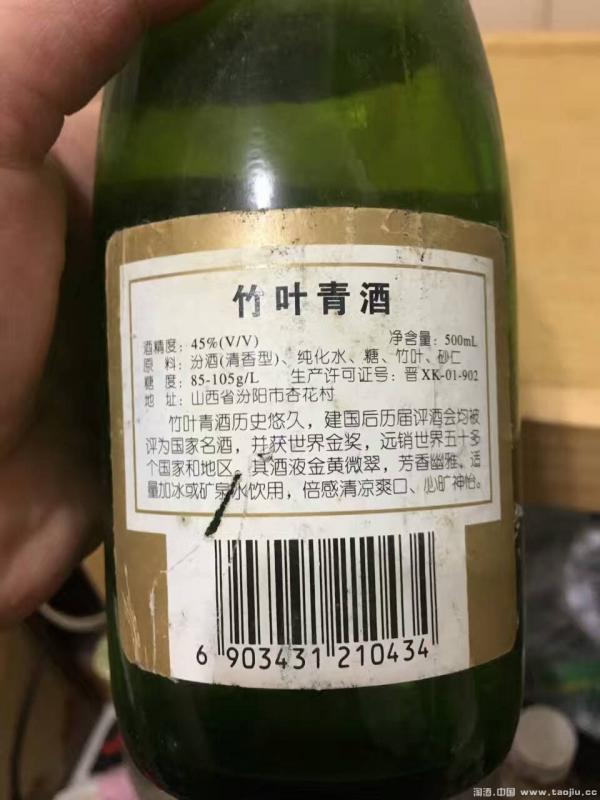 竹叶青酒
酒精度：45%(V/V) 净含量：500mL
原 料：汾酒(清香型)、纯化水、糖、竹叶、砂仁
糖 度：85-105g/L 生产许可证号：晋 XK-01-902
地 址：山西省汾阳市杏花村
竹叶青酒历史悠久，建国后历届评酒会均被
评为国家名酒，并获世界金奖，远销世界五十多
个国家和地区。其酒液金黄微翠，芳香幽雅，适
量加冰或矿泉水饮用，倍感清凉爽口、心旷神怡。
6 903431 210434
淘酒.中国 www.taojiu.cc